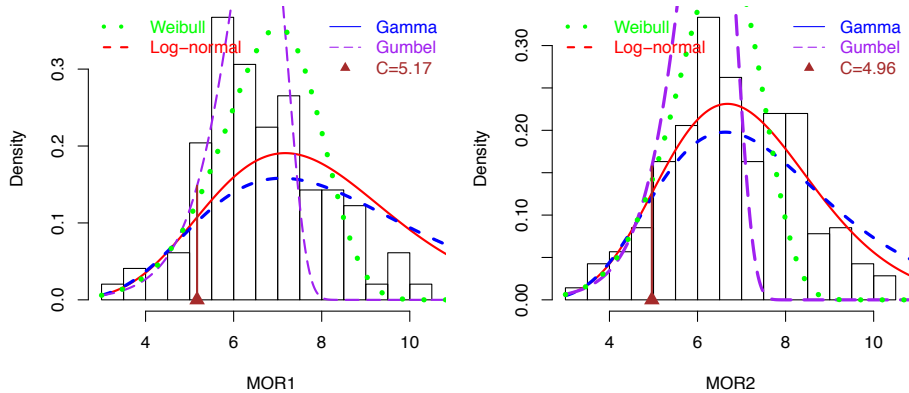 Weibull
Log−normal
Gamma
Gumbel
C=5.17
Density
0.0
0.1
0.2
0.3
4
6
8
10
MOR1
Weibull
Log−normal
Gamma
Gumbel
C=4.96
Density
0.00
0.10
0.20
0.30
4
6
8
10
MOR2